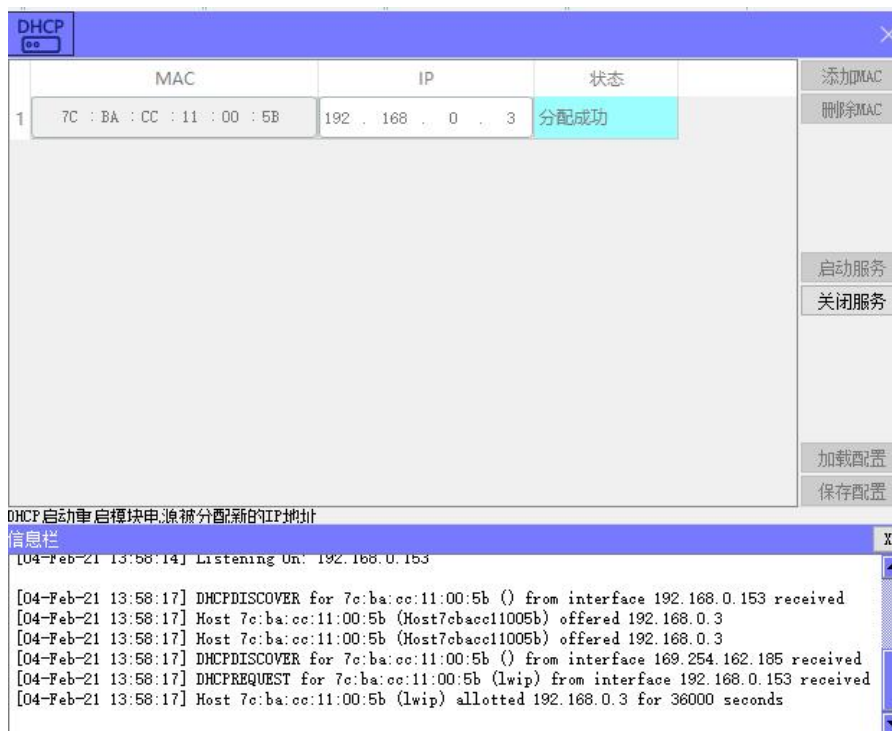 DHCP
MAC IP 状态 添加MAC
1 7C : BA : CC : 11 : 00 : 5B 192 . 168 . 0 . 3 分配成功 删除MAC
启动服务
关闭服务
加载配置
保存配置
DHCP启动重启模块电源被分配新的IP地址
信息栏 X
[04-Feb-21 13:58:14] Listening On: 192.168.0.153
[04-Feb-21 13:58:17] DHCPDISCOVER for 7c:ba:cc:11:00:5b () from interface 192.168.0.153 received
[04-Feb-21 13:58:17] Host 7c:ba:cc:11:00:5b (Host7cbacc11005b) offered 192.168.0.3
[04-Feb-21 13:58:17] Host 7c:ba:cc:11:00:5b (Host7cbacc11005b) offered 192.168.0.3
[04-Feb-21 13:58:17] DHCPDISCOVER for 7c:ba:cc:11:00:5b () from interface 169.254.162.185 received
[04-Feb-21 13:58:17] DHCPREQUEST for 7c:ba:cc:11:00:5b (lwip) from interface 192.168.0.153 received
[04-Feb-21 13:58:17] Host 7c:ba:cc:11:00:5b (lwip) allotted 192.168.0.3 for 36000 seconds